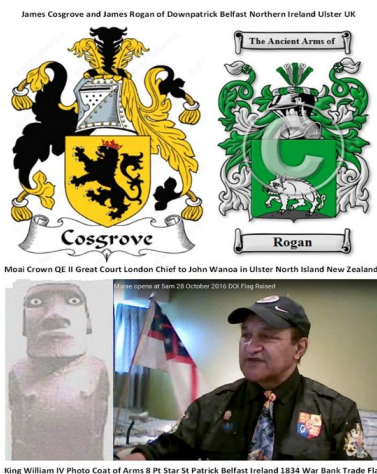 James Cosgrove and James Rogan of Downpatrick Belfast Northern Ireland Ulster UK
The Ancient Arms of
Cosgrove
Rogan
Moai Crown QE II Great Court London Chief to John Wanoa in Ulster North Island New Zealand
Marae opens at 5am 28 October 2016 DOI Flag Raised
King William IV Photo Coat of Arms 8 Pt Star St Patrick Belfast Ireland 1834 War Bank Trade Fla